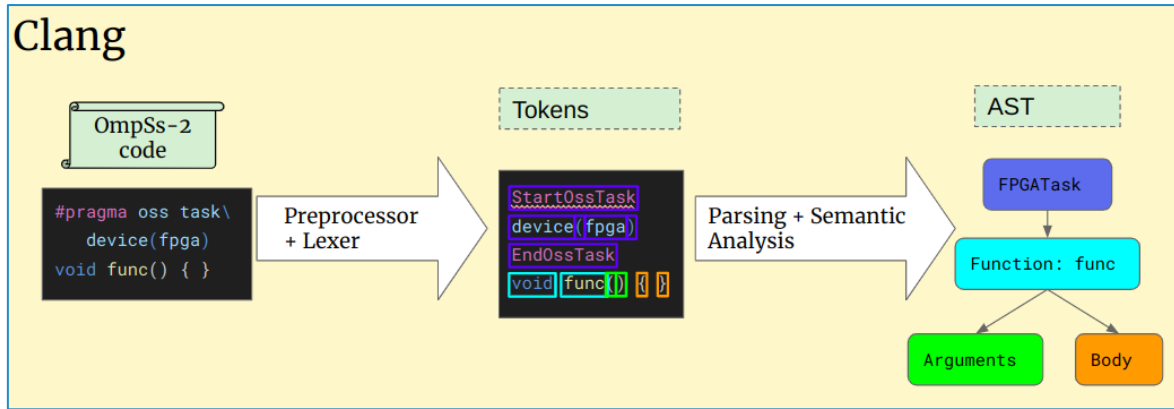 Clang
OmpSs-2
code
#pragma oss task\
device(fpga)
void func() { }
Preprocessor
+ Lexer
Tokens
StartOssTask
device(fpga)
EndOssTask
void func() { }
Parsing + Semantic
Analysis
AST
FPGATask
Function: func
Arguments
Body